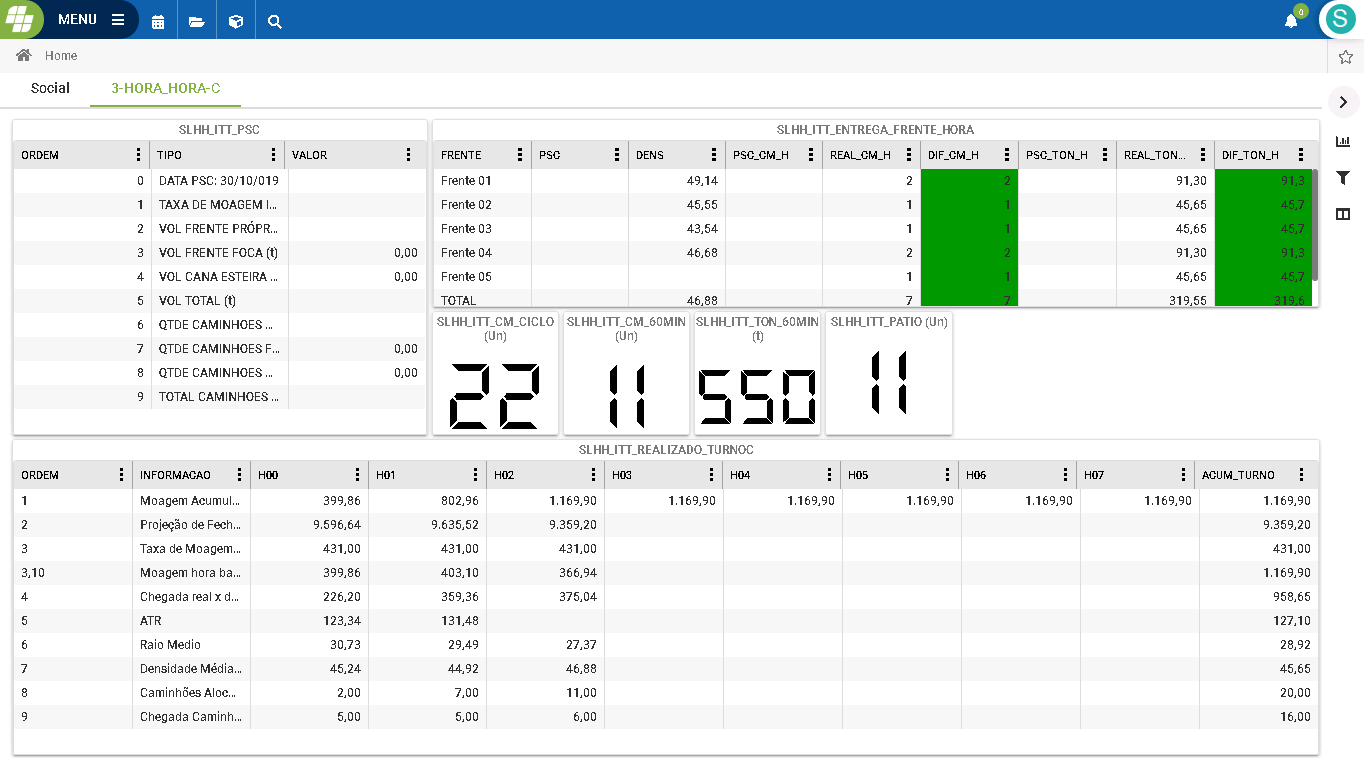 MENU
0
S
Home
Social 3-HORA_HORA-C
SLHH_ITT_PSC
ORDEM TIPO VALOR
0 DATA PSC: 30/10/019
1 TAXA DE MOAGEM I...
2 VOL FRENTE PRÓPR...
3 VOL FRENTE FOCA (t) 0,00
4 VOL CANA ESTEIRA ... 0,00
5 VOL TOTAL (t)
6 QTDE CAMINHOES ...
7 QTDE CAMINHOES F... 0,00
8 QTDE CAMINHOES ... 0,00
9 TOTAL CAMINHOES ...
SLHH_ITT_ENTREGA_FRENTE_HORA
FRENTE PSC DENS PSC_CM_H REAL_CM_H DIF_CM_H PSC_TON_H REAL_TON... DIF_TON_H
Frente 01 49,14 2 2 91,30 91,3
Frente 02 45,55 1 1 45,65 45,7
Frente 03 43,54 1 1 45,65 45,7
Frente 04 46,68 2 2 91,30 91,3
Frente 05 1 1 45,65 45,7
TOTAL 46,88 7 7 319,55 319,6
SLHH_ITT_CM_CICLO
(Un)
22
SLHH_ITT_CM_60MIN
(Un)
11
SLHH_ITT_TON_60MIN
(t)
550
SLHH_ITT_PATIO (Un)
11
SLHH_ITT_REALIZADO_TURNOC
ORDEM INFORMACAO H00 H01 H02 H03 H04 H05 H06 H07 ACUM_TURNO
1 Moagem Acumul... 399,86 802,96 1.169,90 1.169,90 1.169,90 1.169,90 1.169,90 1.169,90 1.169,90
2 Projeção de Fech... 9.596,64 9.635,52 9.359,20 9.359,20
3 Taxa de Moagem... 431,00 431,00 431,00 431,00
3,10 Moagem hora ba... 399,86 403,10 366,94 1.169,90
4 Chegada real x d... 226,20 359,36 375,04 958,65
5 ATR 123,34 131,48 127,10
6 Raio Medio 30,73 29,49 27,37 28,92
7 Densidade Média... 45,24 44,92 46,88 45,65
8 Caminhões Aloc... 2,00 7,00 11,00 20,00
9 Chegada Caminh... 5,00 5,00 6,00 16,00